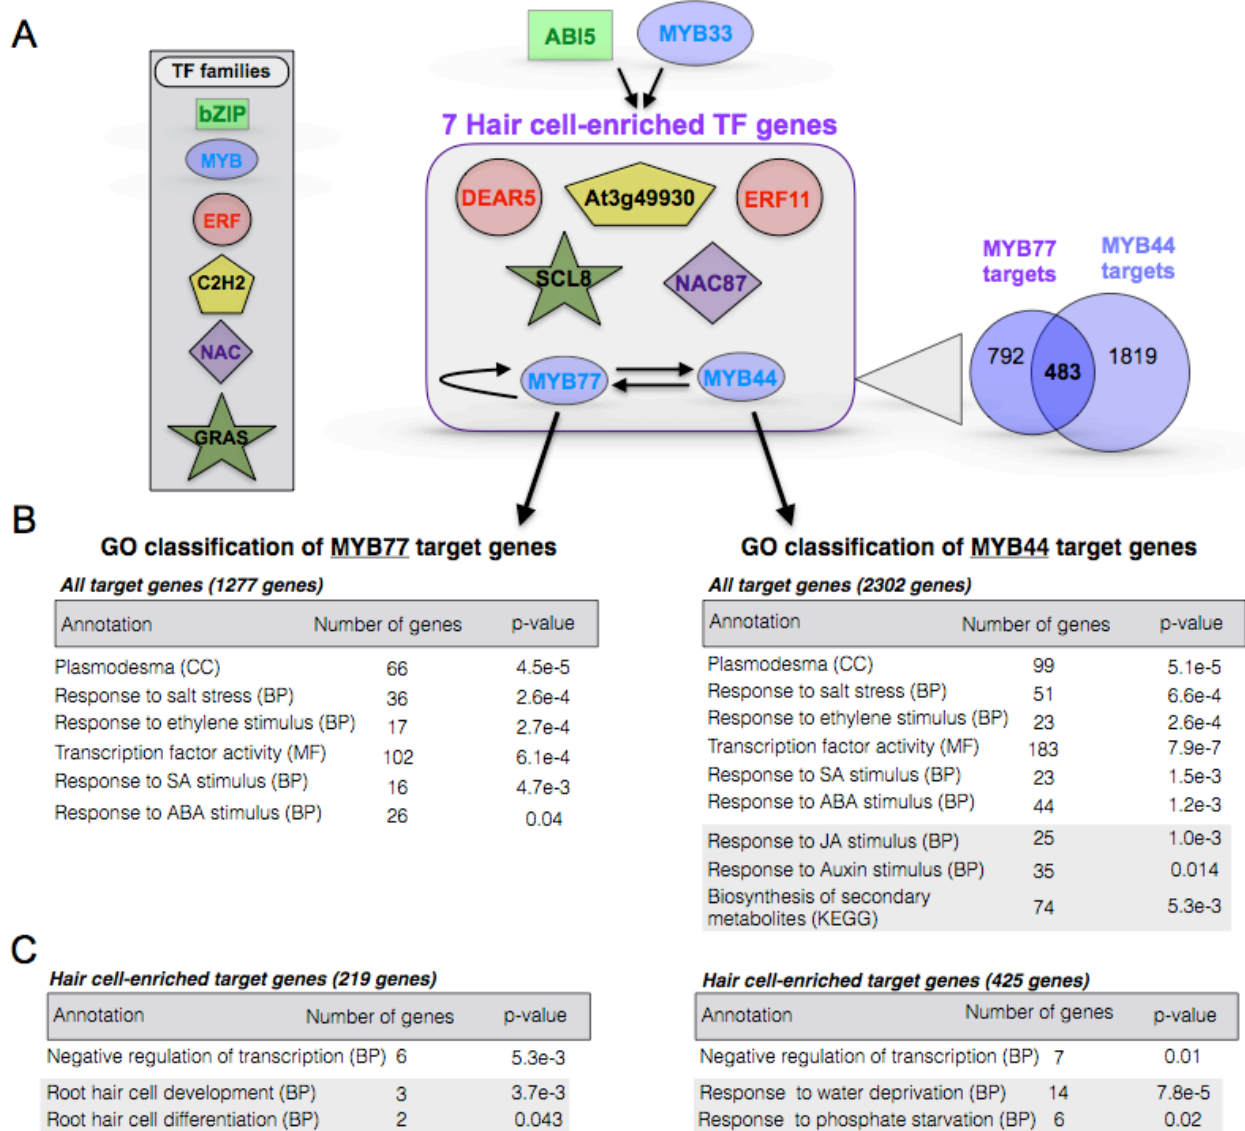 A
TF families
bZIP
MYB
ERF
C2H2
NAC
GRAS
ABI5
MYB33
7 Hair cell-enriched TF genes
DEAR5
At3g49930
ERF11
SCL8
NAC87
MYB77
MYB44
MYB77
targets
MYB44
targets
792
483
1819
B
GO classification of MYB77 target genes
All target genes (1277 genes)
Annotation Number of genes p-value
Plasmodesma (CC) 66 4.5e-5
Response to salt stress (BP) 36 2.6e-4
Response to ethylene stimulus (BP) 17 2.7e-4
Transcription factor activity (MF) 102 6.1e-4
Response to SA stimulus (BP) 16 4.7e-3
Response to ABA stimulus (BP) 26 0.04
GO classification of MYB44 target genes
All target genes (2302 genes)
Annotation Number of genes p-value
Plasmodesma (CC) 99 5.1e-5
Response to salt stress (BP) 51 6.6e-4
Response to ethylene stimulus (BP) 23 2.6e-4
Transcription factor activity (MF) 183 7.9e-7
Response to SA stimulus (BP) 23 1.5e-3
Response to ABA stimulus (BP) 44 1.2e-3
Response to JA stimulus (BP) 25 1.0e-3
Response to Auxin stimulus (BP) 35 0.014
Biosynthesis of secondary
metabolites (KEGG) 74 5.3e-3
C
Hair cell-enriched target genes (219 genes)
Annotation Number of genes p-value
Negative regulation of transcription (BP) 6 5.3e-3
Root hair cell development (BP) 3 3.7e-3
Root hair cell differentiation (BP) 2 0.043
Hair cell-enriched target genes (425 genes)
Annotation Number of genes p-value
Negative regulation of transcription (BP) 7 0.01
Response to water deprivation (BP) 14 7.8e-5
Response to phosphate starvation (BP) 6 0.02